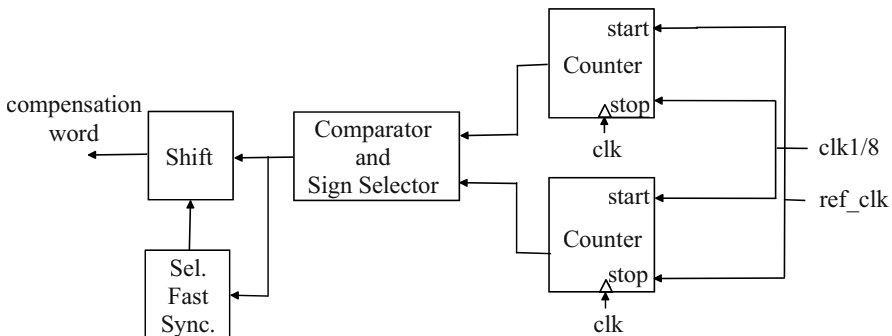 compensation
word
Shift
Sel.
Fast
Sync.
Comparator
and
Sign Selector
start
Counter
stop
clk
start
Counter
stop
clk
clk1/8
ref_clk